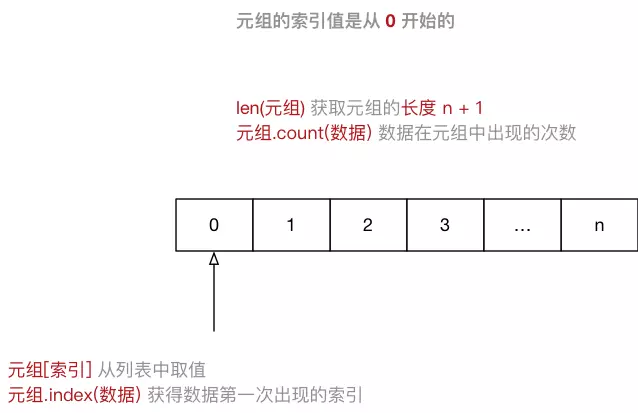 元组的索引值是从 0 开始的
len(元组) 获取元组的长度 n + 1
元组.count(数据) 数据在元组中出现的次数
0 1 2 3 ... n
元组[索引] 从列表中取值
元组.index(数据) 获得数据第一次出现的索引